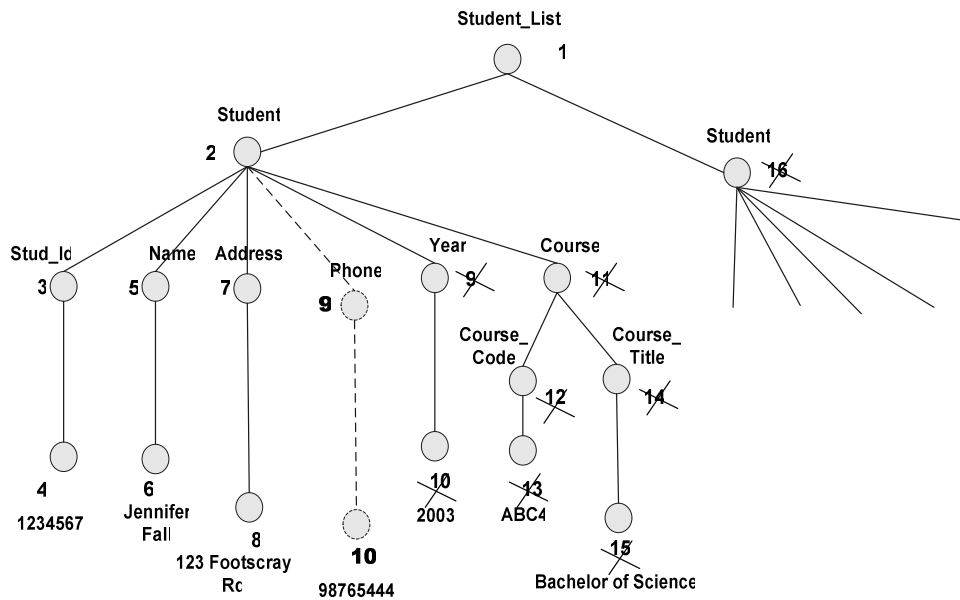 Student_List
1
Student
2
Student
16
Stud_Id
3
Name
5
Address
7
Phone
9
Year
9
Course
11
Course_
Code
12
Course_
Title
14
4
1234567
6
Jennifer
Fall
8
123 Footscray
Rd
10
98765444
10
2003
13
ABC4
15
Bachelor of Science